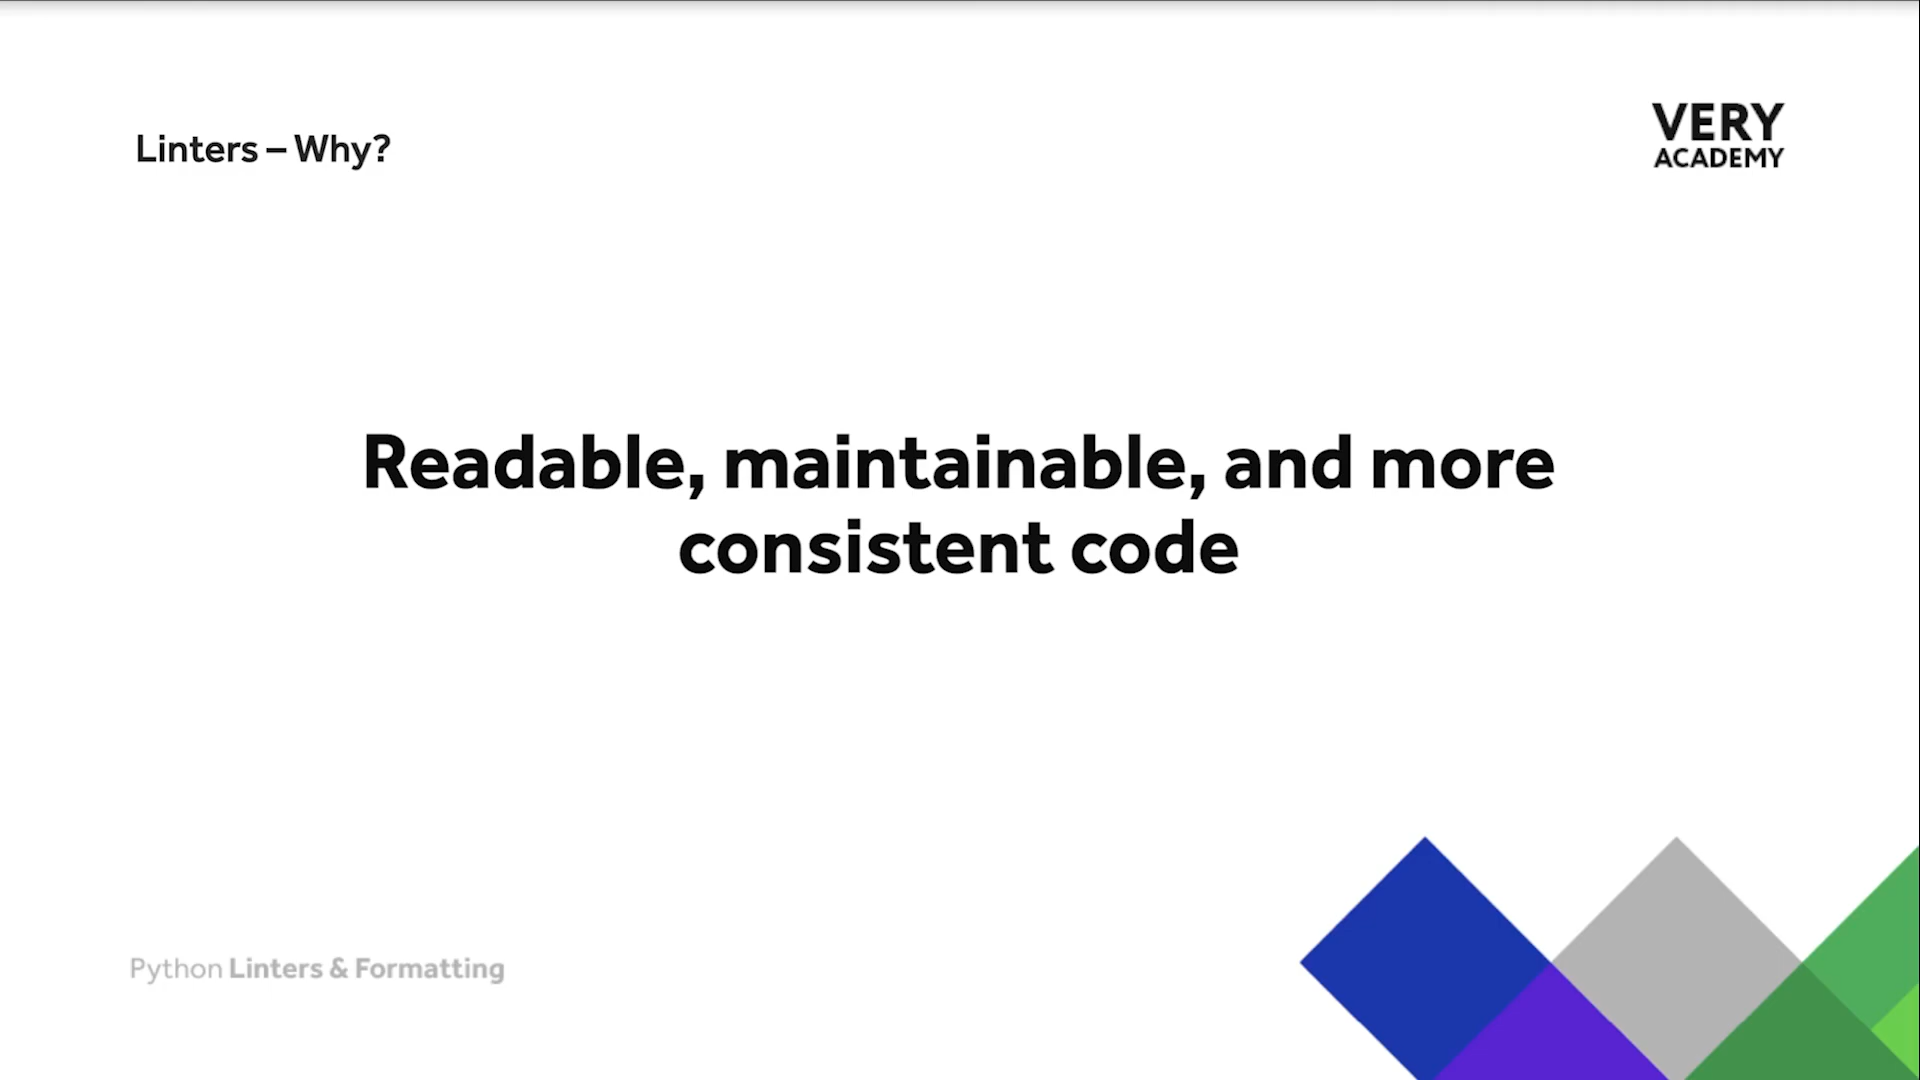 Linters – Why?
VERY
ACADEMY
Readable, maintainable, and more
consistent code
Python Linters & Formatting